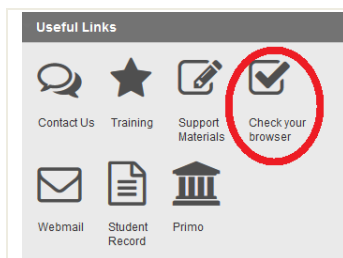 Useful Links
Contact Us Training Support Check your
Materials browser
Webmail Student Primo
Record